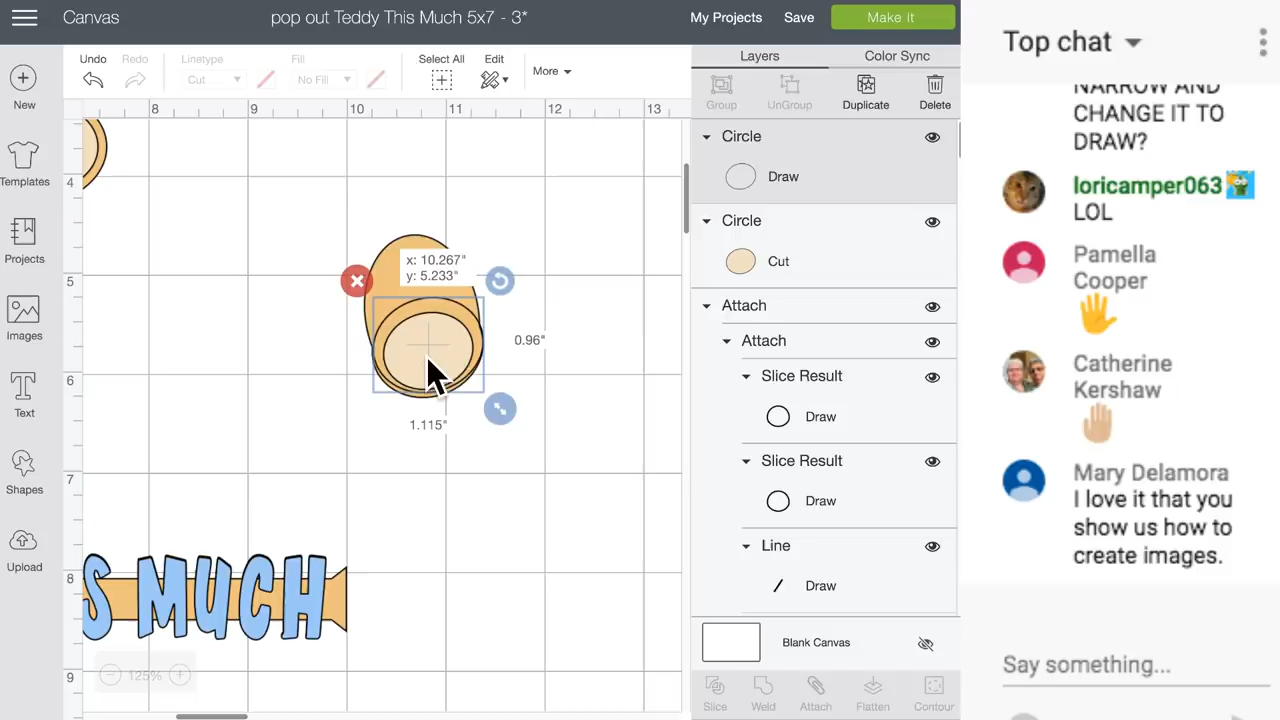 Canvas
pop out Teddy This Much 5x7 - 3*
My Projects
Save
Make It
Undo
Redo
Linetype
Cut
Fill
No Fill
Select All
Edit
More
Layers
Color Sync
Group
UnGroup
Duplicate
Delete
New
Templates
Projects
Images
Text
Shapes
Upload
8
9
10
11
12
13
4
5
6
7
8
9
x: 10.267"
y: 5.233"
0.96"
1.115"
S MUCH
125%
Circle
Draw
Circle
Cut
Attach
Attach
Slice Result
Draw
Slice Result
Draw
Line
Draw
Blank Canvas
Slice
Weld
Attach
Flatten
Contour
Top chat
NARROW AND
CHANGE IT TO
DRAW?
loricamper063
LOL
Pamella
Cooper
Catherine
Kershaw
Mary Delamora
I love it that you
show us how to
create images.
Say something...